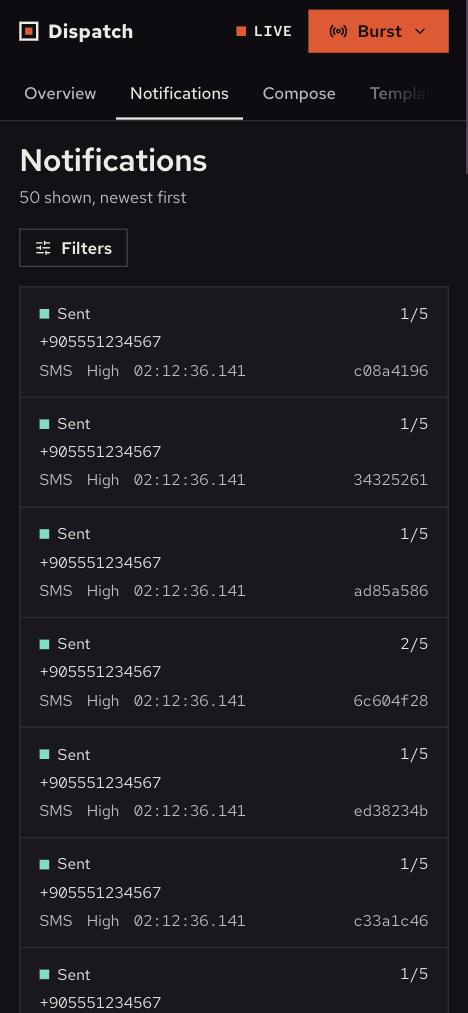 Dispatch
LIVE
Burst
Overview Notifications Compose Templa
Notifications
50 shown, newest first
Filters
Sent 1/5
+905551234567
SMS High 02:12:36.141 c08a4196
Sent 1/5
+905551234567
SMS High 02:12:36.141 34325261
Sent 1/5
+905551234567
SMS High 02:12:36.141 ad85a586
Sent 2/5
+905551234567
SMS High 02:12:36.141 6c604f28
Sent 1/5
+905551234567
SMS High 02:12:36.141 ed38234b
Sent 1/5
+905551234567
SMS High 02:12:36.141 c33a1c46
Sent 1/5
+905551234567